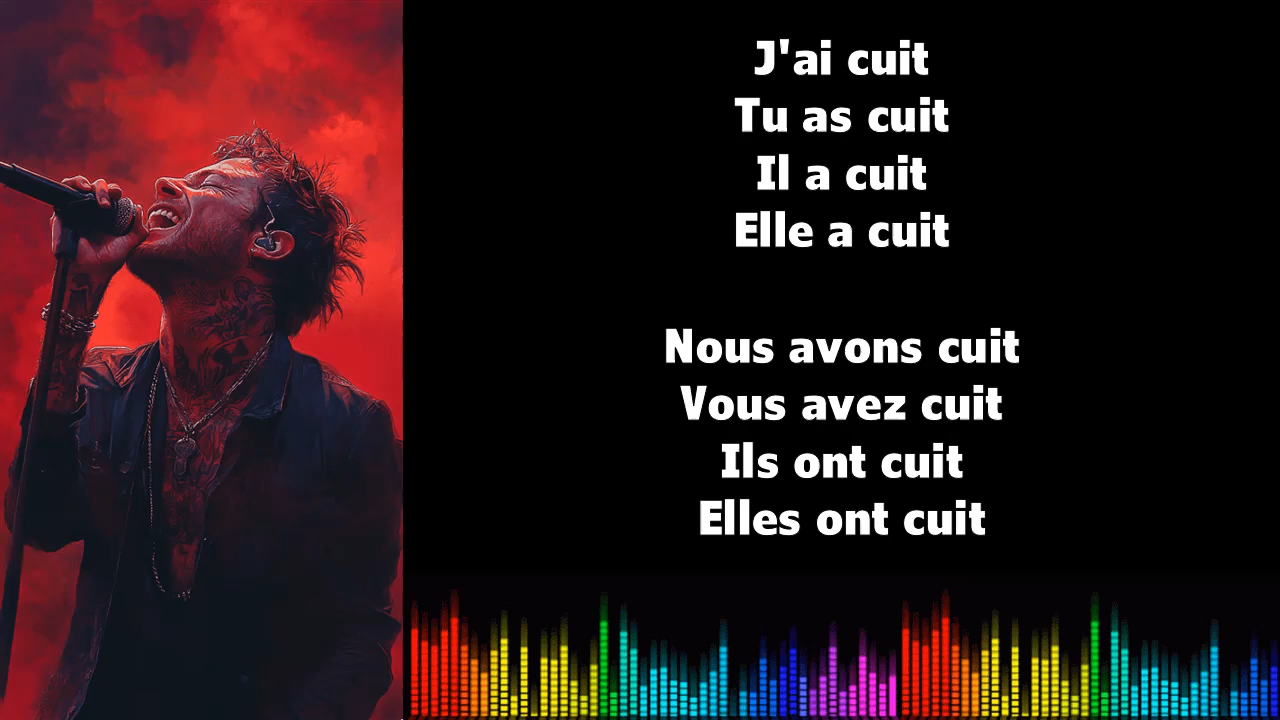 J'ai cuit
Tu as cuit
Il a cuit
Elle a cuit
Nous avons cuit
Vous avez cuit
Ils ont cuit
Elles ont cuit